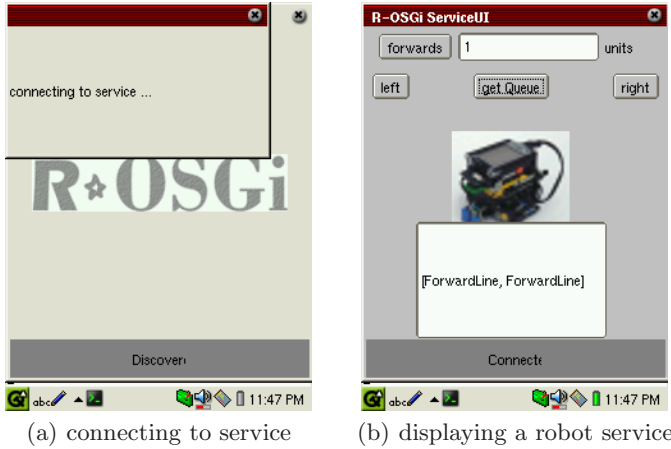 connecting to service ...
R OSGi
Discover
abc
11:47 PM
(a) connecting to service
R-OSGi ServiceUI
forwards 1 units
left get Queue right
[ForwardLine, ForwardLine]
Connecte
abc
11:47 PM
(b) displaying a robot service